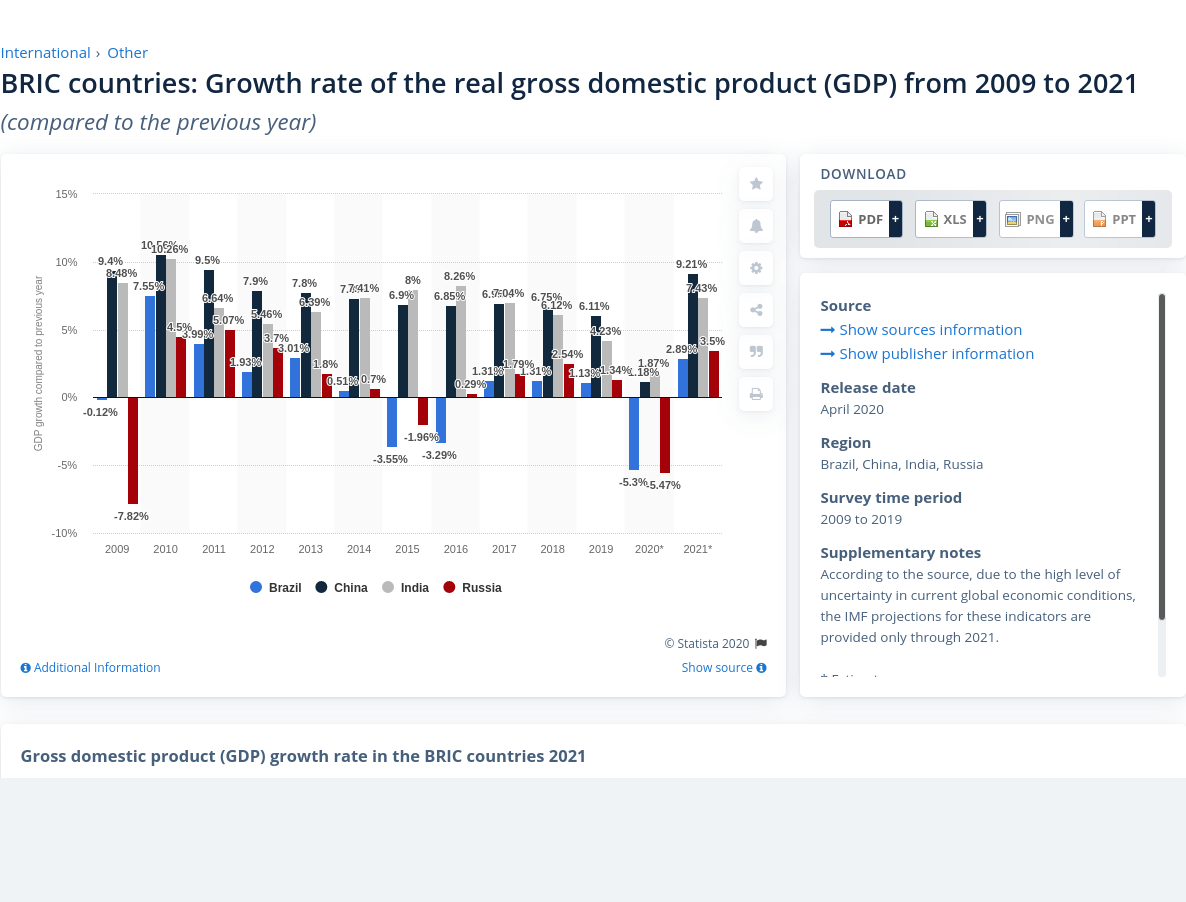 International › Other
BRIC countries: Growth rate of the real gross domestic product (GDP) from 2009 to 2021
(compared to the previous year)
GDP growth compared to previous year
15%
10%
5%
0%
-5%
-10%
9.4%
8.48%
-0.12%
-7.82%
7.55%
10.56%
10.26%
4.5%
3.99%
9.5%
6.64%
5.07%
1.93%
7.9%
5.46%
3.7%
3.01%
7.8%
6.39%
1.8%
0.51%
7.41%
0.7%
-3.55%
6.9%
8%
-1.96%
-3.29%
6.85%
8.26%
0.29%
1.31%
7.04%
1.79%
1.31%
6.75%
6.12%
2.54%
1.13%
6.11%
4.23%
1.34%
-5.3%
1.18%
1.87%
-5.47%
2.89%
9.21%
7.43%
3.5%
2009 2010 2011 2012 2013 2014 2015 2016 2017 2018 2019 2020* 2021*
Brazil China India Russia
© Statista 2020
Additional Information Show source
DOWNLOAD
PDF + XLS + PNG + PPT +
Source
Show sources information
Show publisher information
Release date
April 2020
Region
Brazil, China, India, Russia
Survey time period
2009 to 2019
Supplementary notes
According to the source, due to the high level of
uncertainty in current global economic conditions,
the IMF projections for these indicators are
provided only through 2021.
Gross domestic product (GDP) growth rate in the BRIC countries 2021